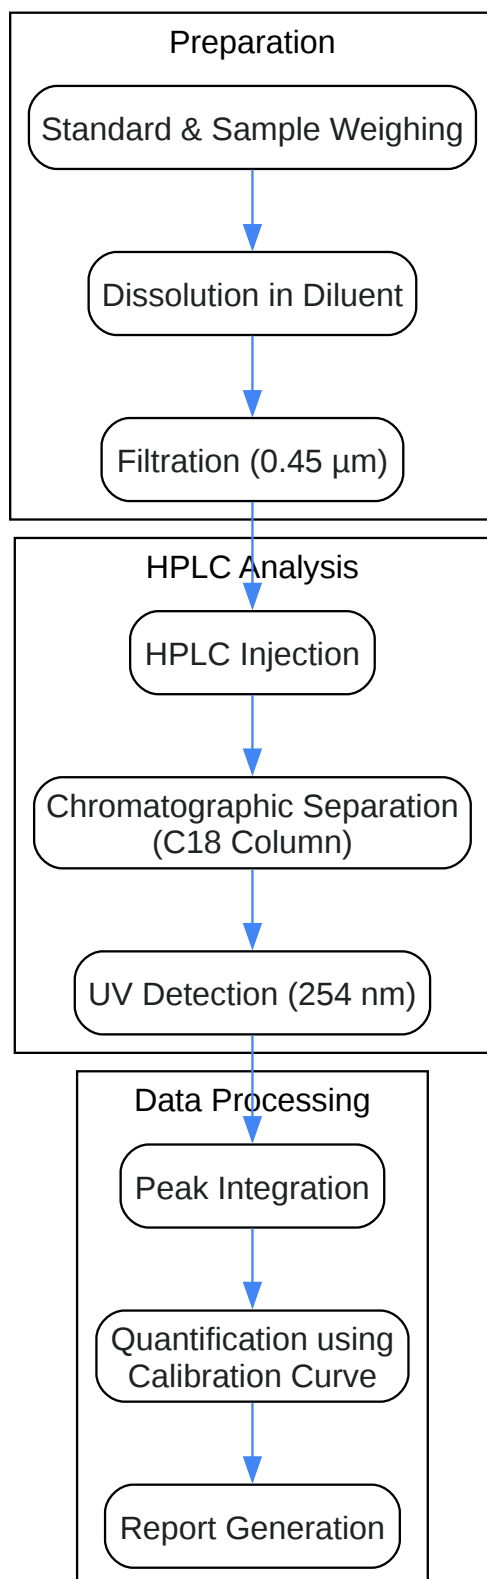 Preparation
Standard & Sample Weighing
Dissolution in Diluent
Filtration (0.45 µm)
HPLC Analysis
HPLC Injection
Chromatographic Separation
(C18 Column)
UV Detection (254 nm)
Data Processing
Peak Integration
Quantification using
Calibration Curve
Report Generation